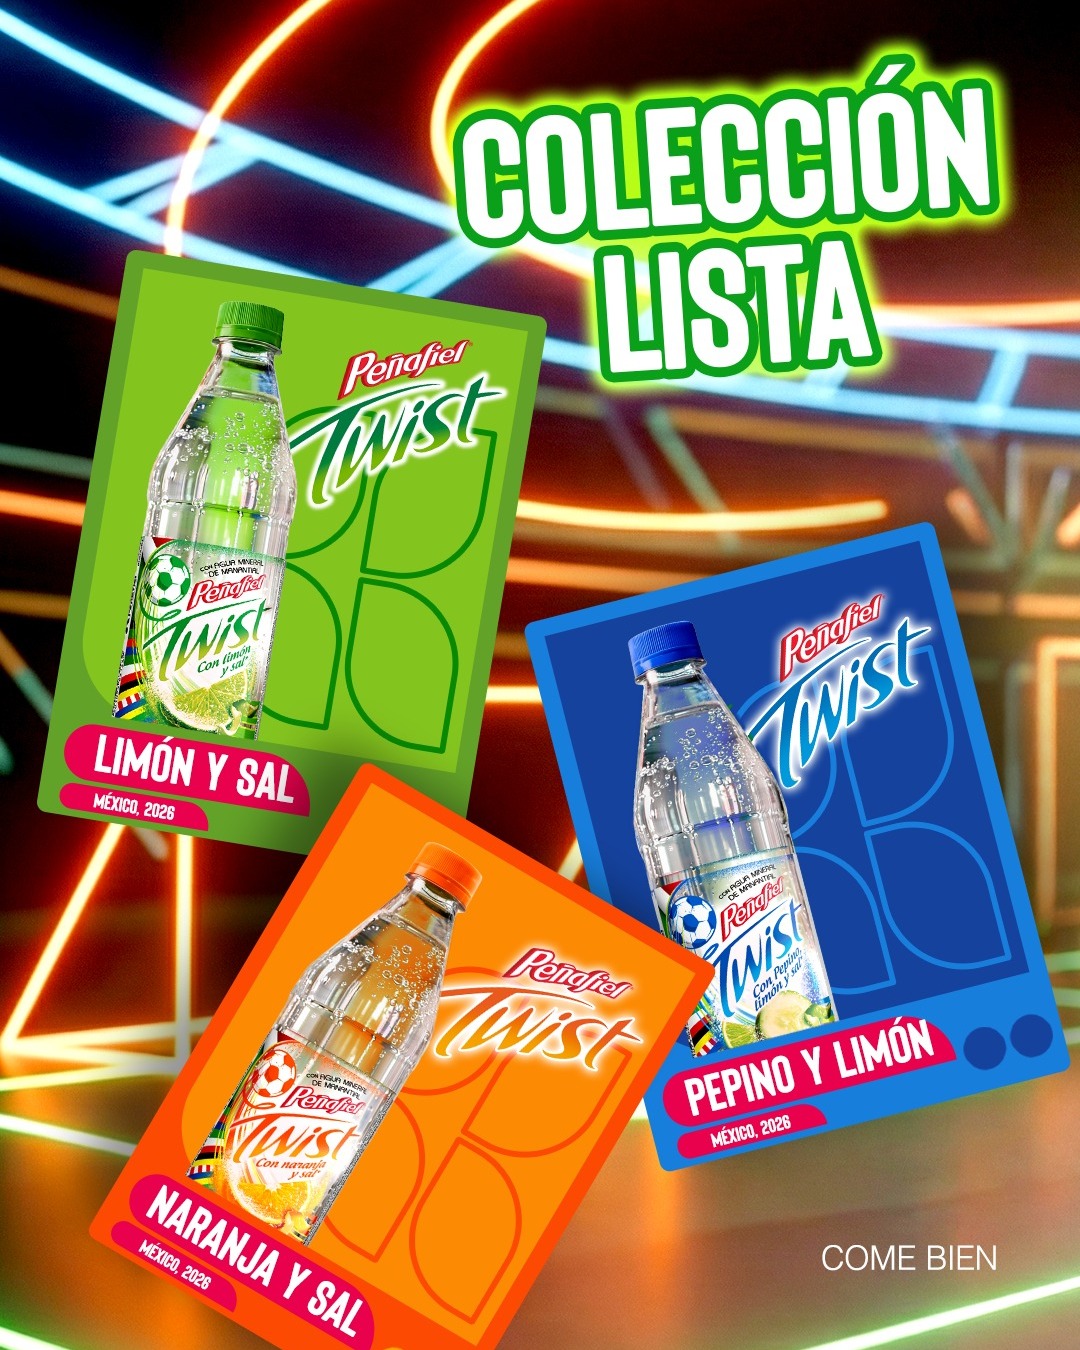 COLECCIÓN
LISTA
Peñafiel
Twist
CON AGUA MINERAL
DE MANANTIAL
Peñafiel
Twist
Con limón
y sal
LIMÓN Y SAL
MÉXICO, 2026
Peñafiel
Twist
CON AGUA MINERAL
DE MANANTIAL
Peñafiel
Twist
Con Pepino
limón y sal
PEPINO Y LIMÓN
MÉXICO, 2026
Peñafiel
Twist
CON AGUA MINERAL
DE MANANTIAL
Peñafiel
Twist
Con naranja
y sal
NARANJA Y SAL
MÉXICO, 2026
COME BIEN